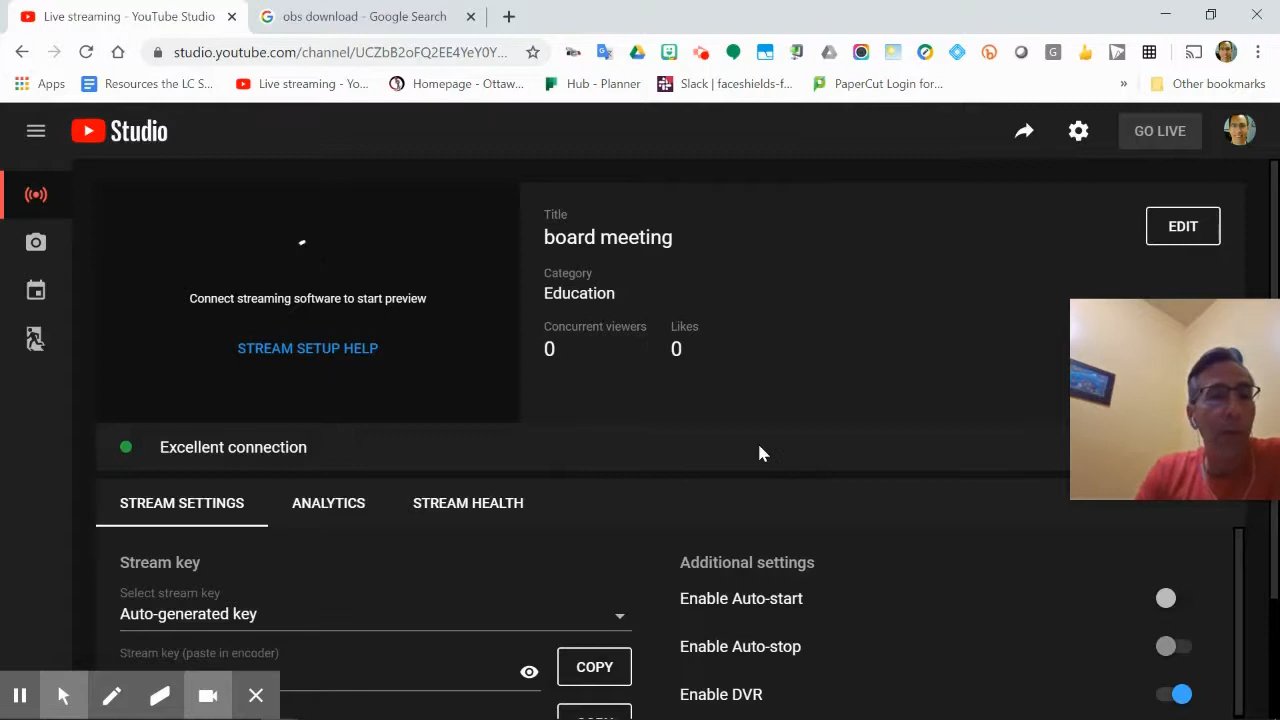 Live streaming - YouTube Studio
obs download - Google Search
studio.youtube.com/channel/UCZbB2oFQ2EE4YeY0Y...
Apps
Resources the LC S...
Live streaming - Yo...
Homepage - Ottaw...
Hub - Planner
Slack | faceshields-f...
PaperCut Login for...
»
Other bookmarks
Studio
GO LIVE
Connect streaming software to start preview
STREAM SETUP HELP
Title
board meeting
EDIT
Category
Education
Concurrent viewers
Likes
0
0
Excellent connection
STREAM SETTINGS
ANALYTICS
STREAM HEALTH
Stream key
Select stream key
Auto-generated key
Stream key (paste in encoder)
COPY
Additional settings
Enable Auto-start
Enable Auto-stop
Enable DVR